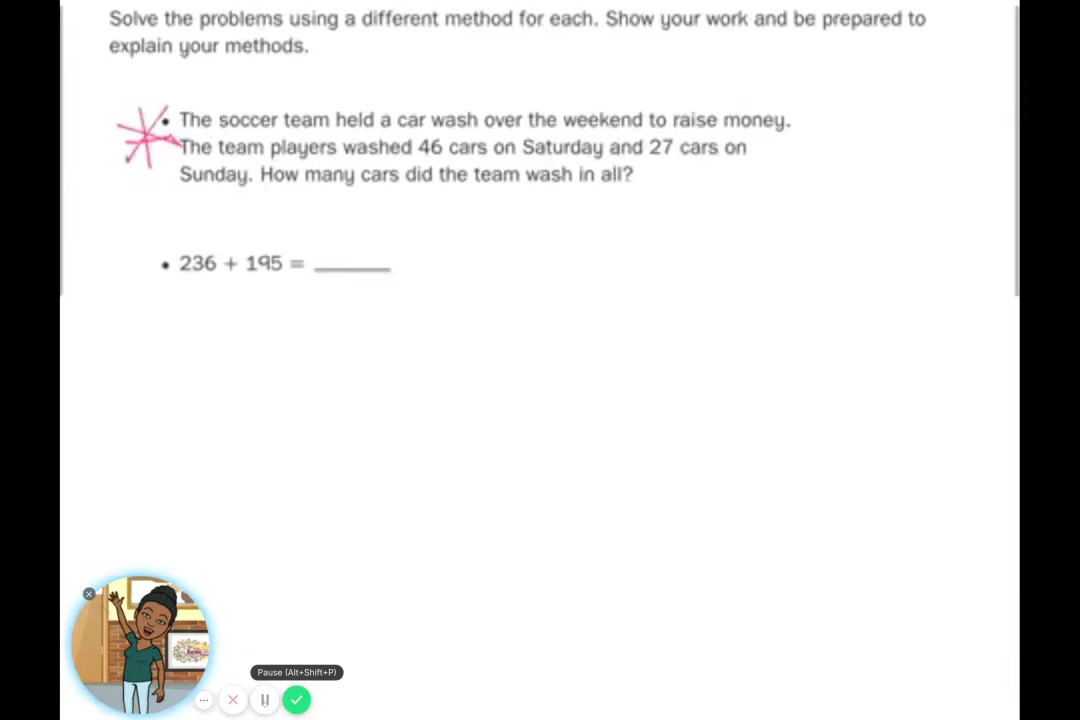 Solve the problems using a different method for each. Show your work and be prepared to
explain your methods.
• The soccer team held a car wash over the weekend to raise money.
The team players washed 46 cars on Saturday and 27 cars on
Sunday. How many cars did the team wash in all?
• 236 + 195 = ______
Pause (Alt+Shift+P)